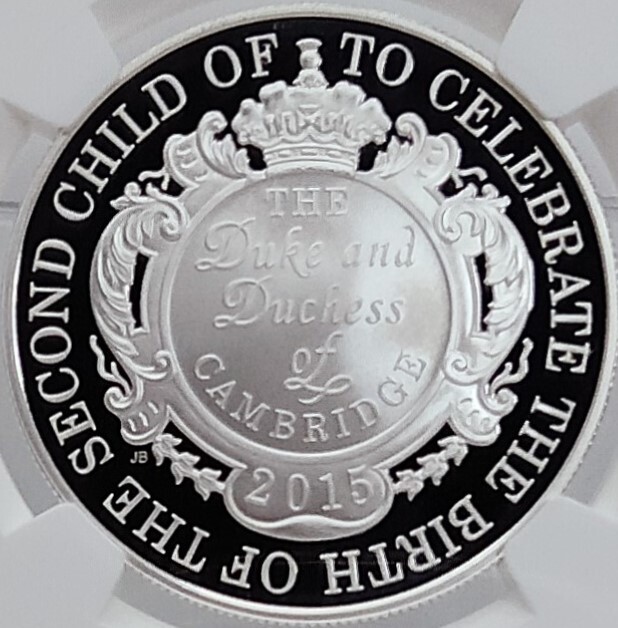 TO CELEBRATE THE BIRTH OF THE SECOND CHILD OF
THE
Duke and
Duchess
of
CAMBRIDGE
2015
JB